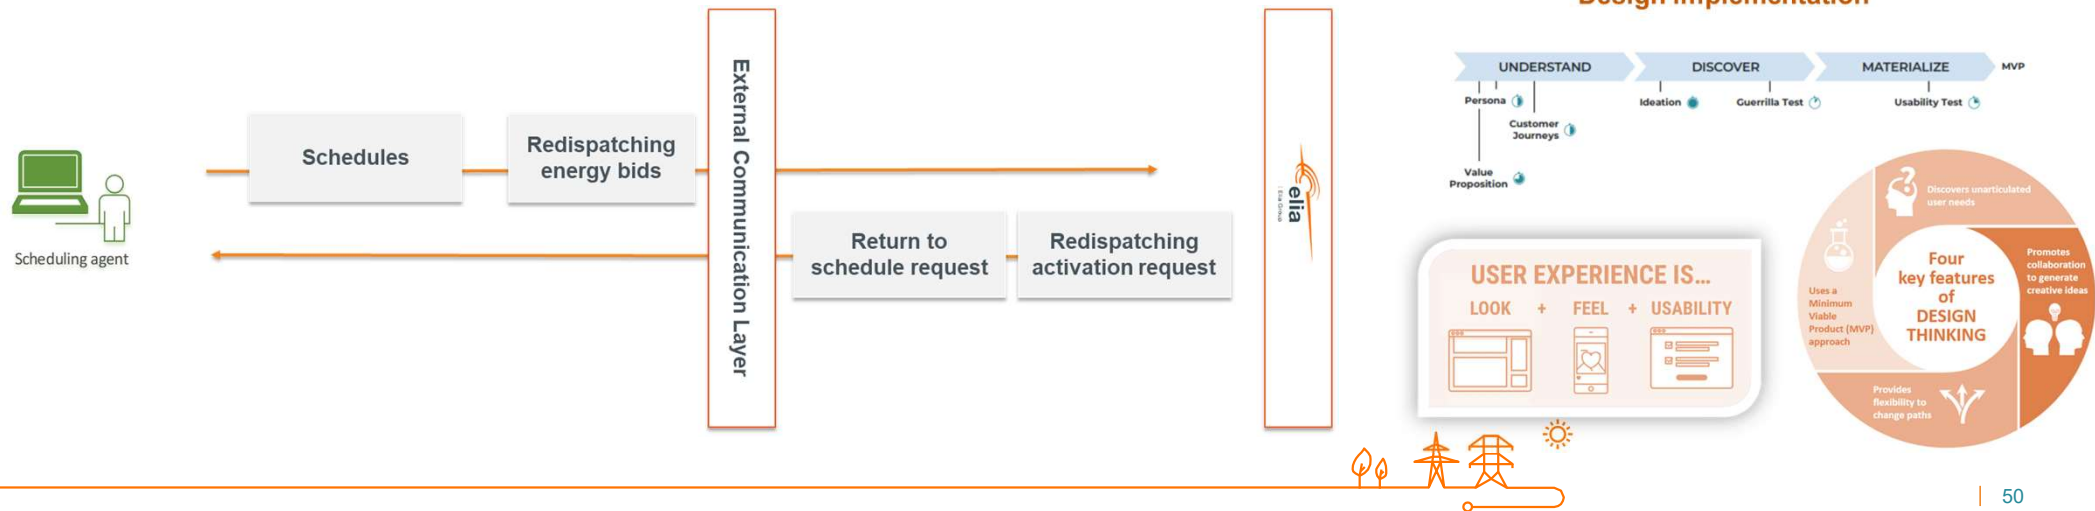 Design Implementation
Scheduling agent
Schedules
Redispatching
energy bids
External Communication Layer
Return to
schedule request
Redispatching
activation request
elia
Elia Group
UNDERSTAND
DISCOVER
MATERIALIZE
MVP
Persona
Customer
Journeys
Value
Proposition
Ideation
Guerrilla Test
Usability Test
USER EXPERIENCE IS...
LOOK + FEEL + USABILITY
Four
key features
of
DESIGN
THINKING
Discovers unarticulated
user needs
Promotes
collaboration
to generate
creative ideas
Provides
flexibility to
change paths
Uses a
Minimum
Viable
Product (MVP)
approach
50